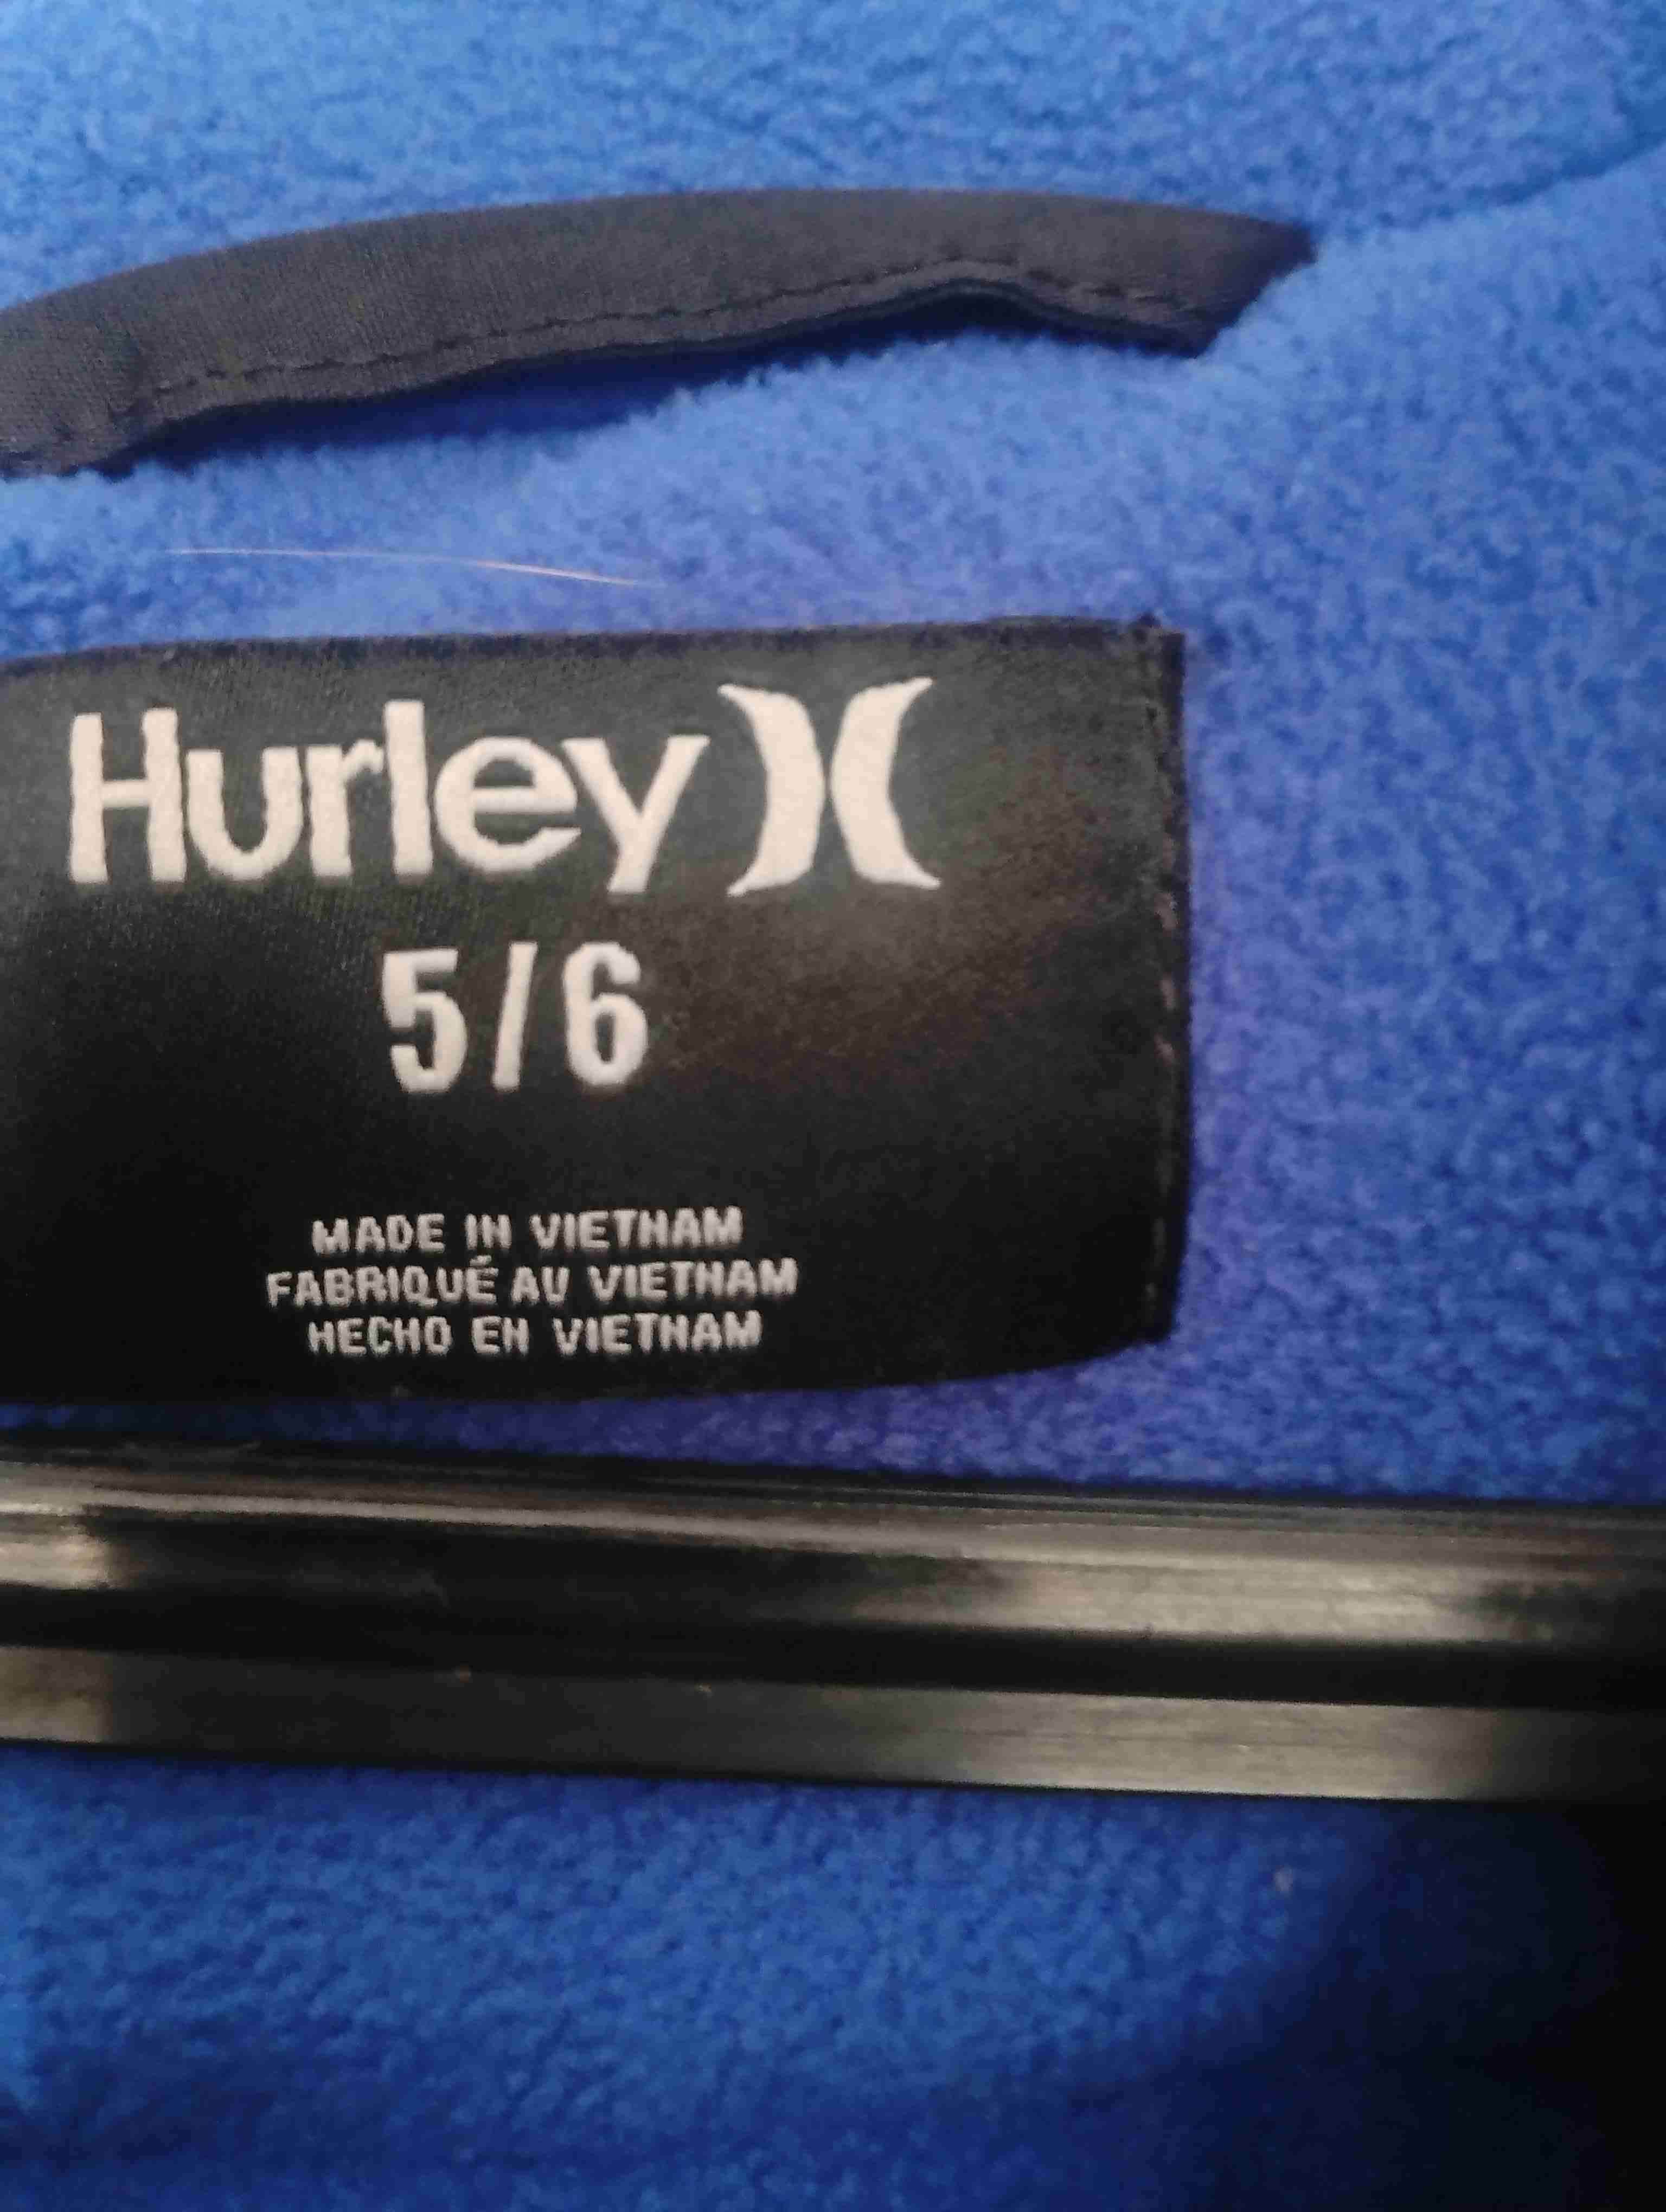 Hurley
5/6
MADE IN VIETNAM
FABRIQUÉ AU VIETNAM
HECHO EN VIETNAM